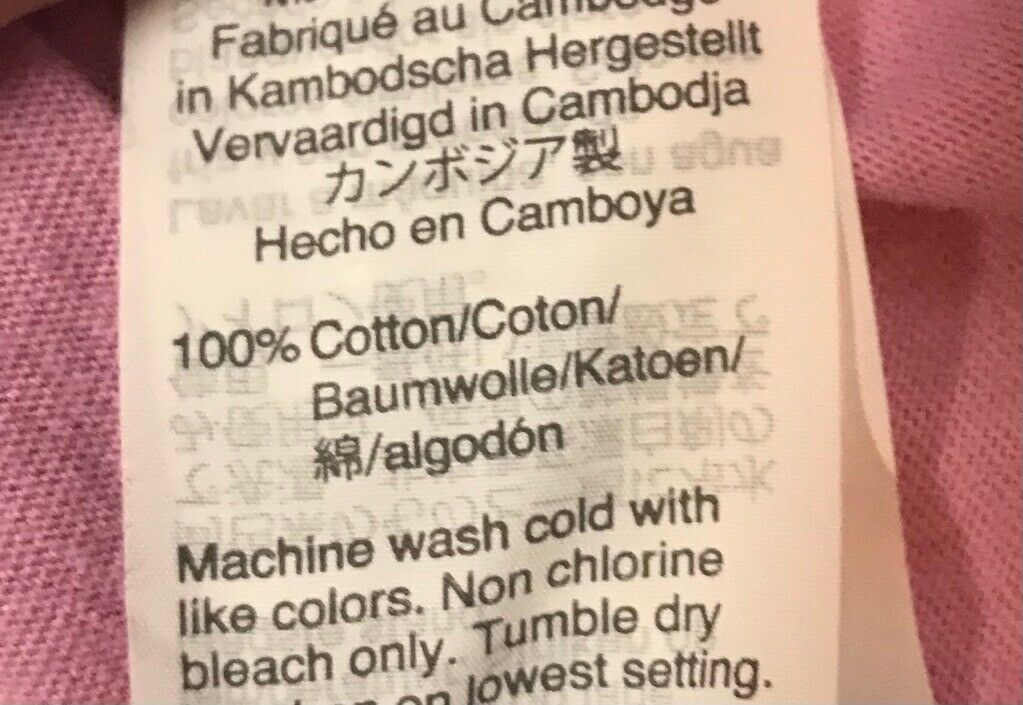 Fabriqué au Cambodge
in Kambodscha Hergestellt
Vervaardigd in Cambodja
カンボジア製
Hecho en Camboya
100% Cotton/Coton/
Baumwolle/Katoen/
綿/algodón
Machine wash cold with
like colors. Non chlorine
bleach only. Tumble dry
on lowest setting.